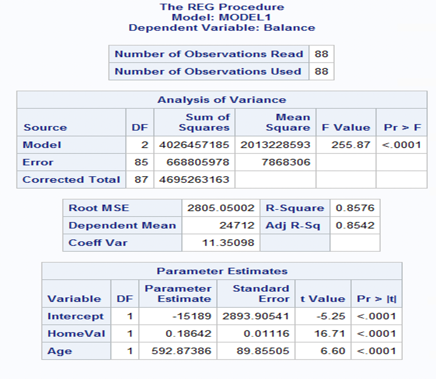 The REG Procedure
Model: MODEL1
Dependent Variable: Balance
Number of Observations Read 88
Number of Observations Used 88
Analysis of Variance
Source DF Sum of Squares Mean Square F Value Pr > F
Model 2 4026457185 2013228593 255.87 <.0001
Error 85 668805978 7868306
Corrected Total 87 4695263163
Root MSE 2805.05002 R-Square 0.8576
Dependent Mean 24712 Adj R-Sq 0.8542
Coeff Var 11.35098
Parameter Estimates
Variable DF Parameter Estimate Standard Error t Value Pr > |t|
Intercept 1 -15189 2893.90541 -5.25 <.0001
HomeVal 1 0.18642 0.01116 16.71 <.0001
Age 1 592.87386 89.85505 6.60 <.0001